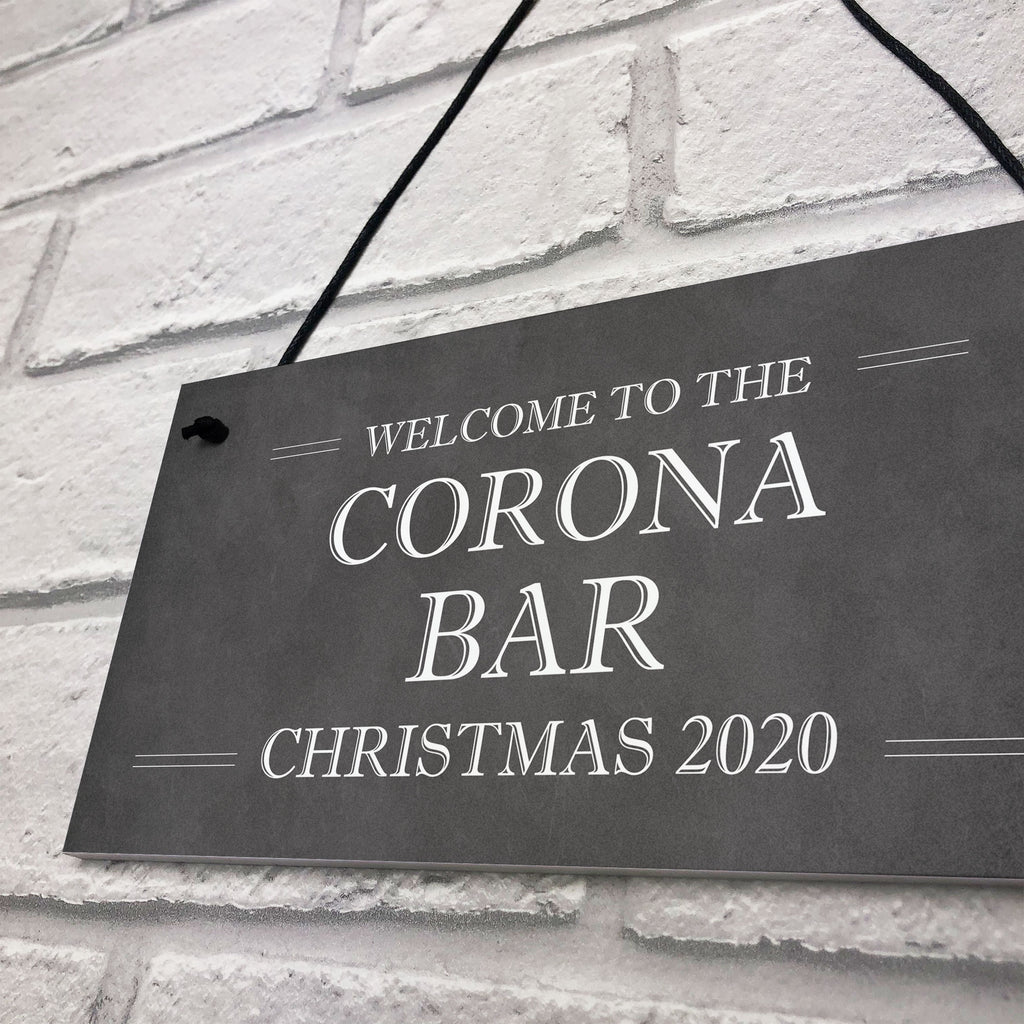 WELCOME TO THE
CORONA
BAR
CHRISTMAS 2020